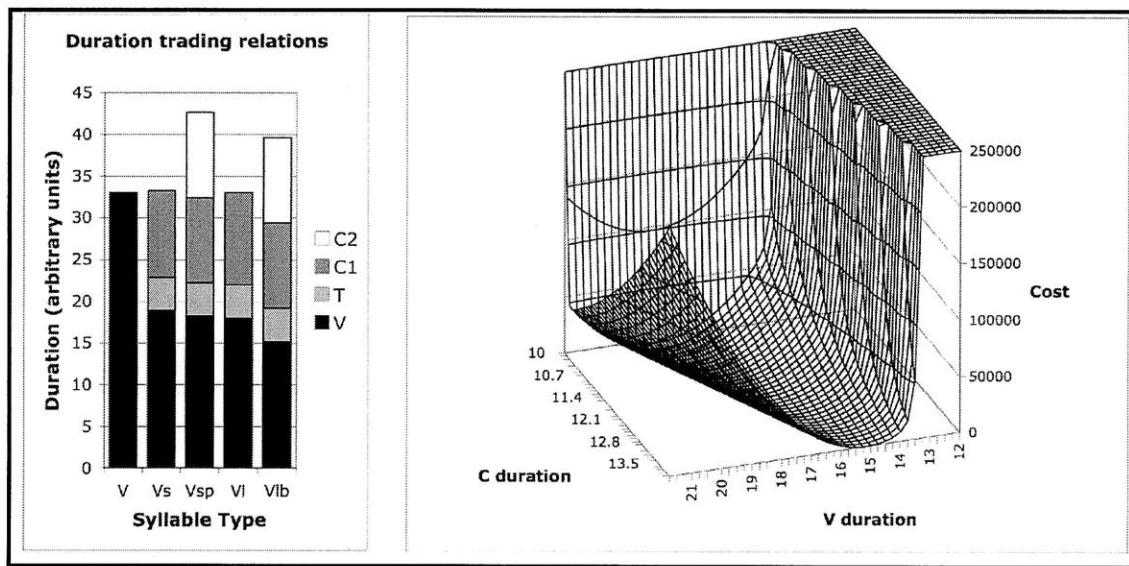 Duration trading relations
45
40
35
30
25
20
15
10
5
0
Duration (arbitrary units)
V Vs Vsp Vl Vlb
Syllable Type
C2
C1
T
V
250000
200000
150000
100000
50000
0
Cost
10
10.7
11.4
12.1
12.8
13.5
C duration
21 20 19 18 17 16 15 14 13 12
V duration